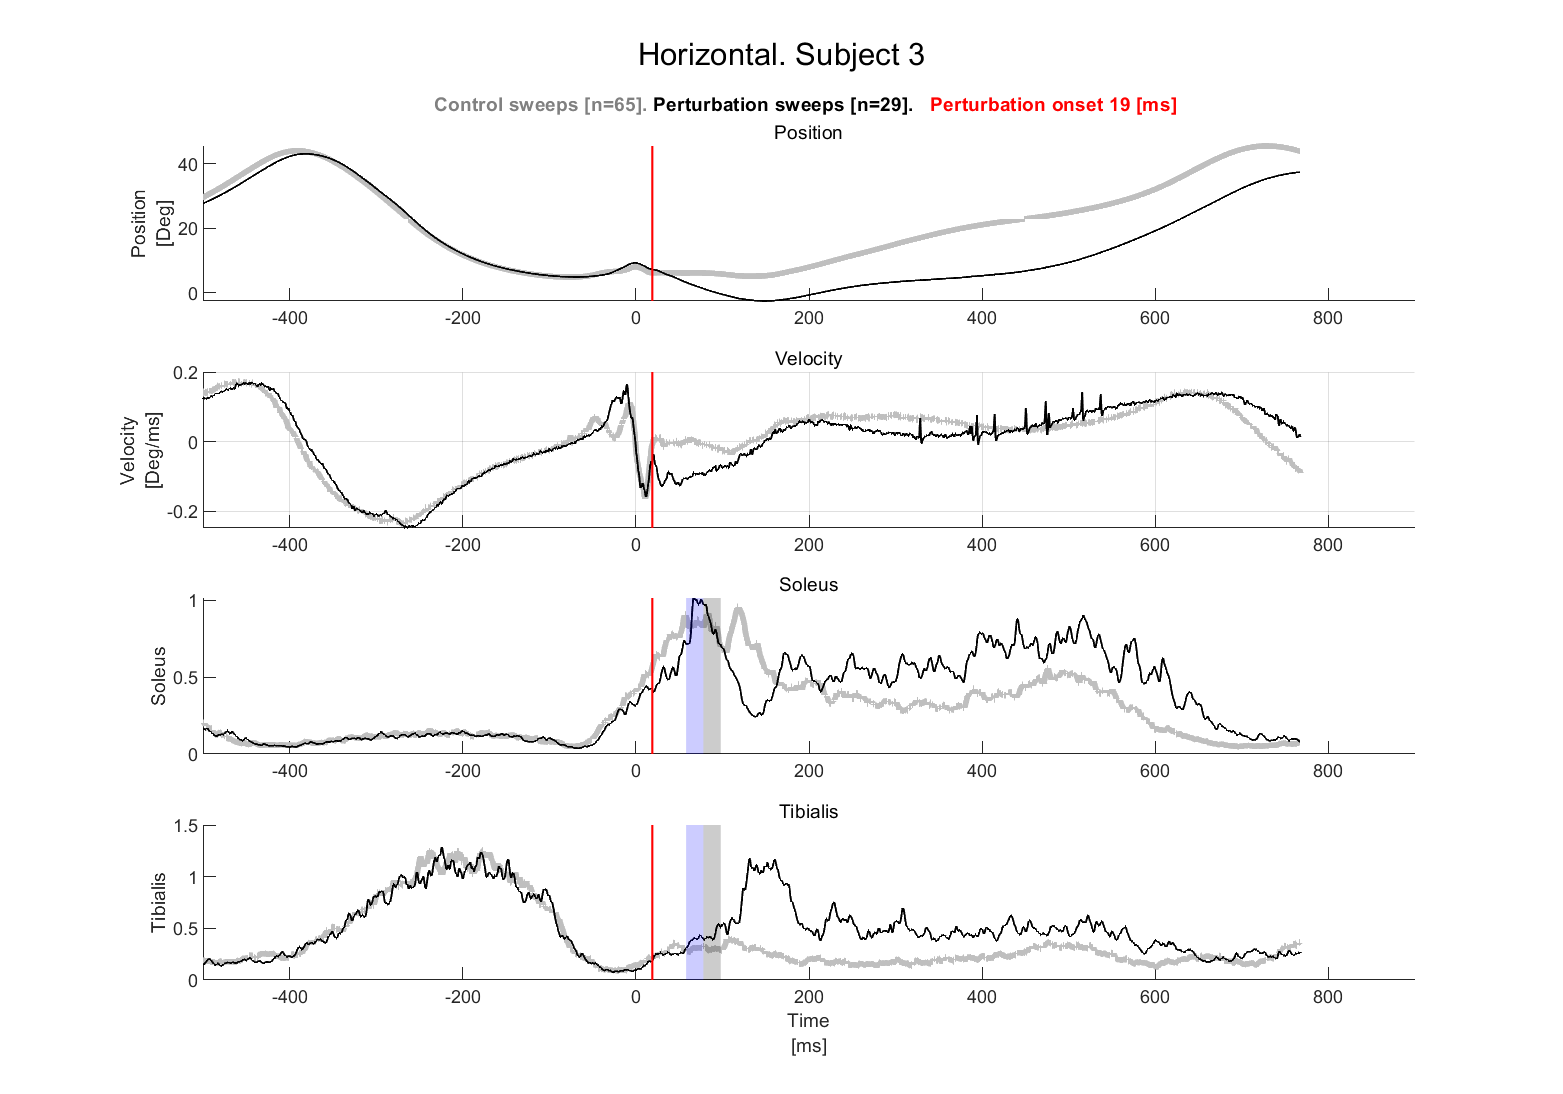 Horizontal. Subject 3
Control sweeps [n=65]. Perturbation sweeps [n=29]. Perturbation onset 19 [ms]
Position
40
20
0
Position
[Deg]
-400 -200 0 200 400 600 800
Velocity
0.2
0
-0.2
Velocity
[Deg/ms]
-400 -200 0 200 400 600 800
Soleus
1
0.5
0
Soleus
-400 -200 0 200 400 600 800
Tibialis
1.5
1
0.5
0
Tibialis
-400 -200 0 200 400 600 800
Time
[ms]